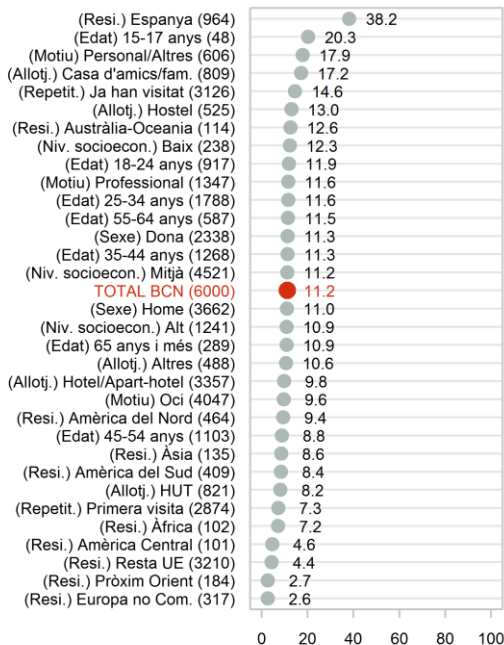 (Resi.) Espanya (964) 38.2
(Edat) 15-17 anys (48) 20.3
(Motiu) Personal/Altres (606) 17.9
(Allotj.) Casa d'amics/fam. (809) 17.2
(Repetit.) Ja han visitat (3126) 14.6
(Allotj.) Hostel (525) 13.0
(Resi.) Austràlia-Oceania (114) 12.6
(Niv. socioecon.) Baix (238) 12.3
(Edat) 18-24 anys (917) 11.9
(Motiu) Professional (1347) 11.6
(Edat) 25-34 anys (1788) 11.6
(Edat) 55-64 anys (587) 11.5
(Sexe) Dona (2338) 11.3
(Edat) 35-44 anys (1268) 11.3
(Niv. socioecon.) Mitjà (4521) 11.2
TOTAL BCN (6000) 11.2
(Sexe) Home (3662) 11.0
(Niv. socioecon.) Alt (1241) 10.9
(Edat) 65 anys i més (289) 10.9
(Allotj.) Altres (488) 10.6
(Allotj.) Hotel/Apart-hotel (3357) 9.8
(Motiu) Oci (4047) 9.6
(Resi.) Amèrica del Nord (464) 9.4
(Edat) 45-54 anys (1103) 8.8
(Resi.) Àsia (135) 8.6
(Resi.) Amèrica del Sud (409) 8.4
(Allotj.) HUT (821) 8.2
(Repetit.) Primera visita (2874) 7.3
(Resi.) Àfrica (102) 7.2
(Resi.) Amèrica Central (101) 4.6
(Resi.) Resta UE (3210) 4.4
(Resi.) Pròxim Orient (184) 2.7
(Resi.) Europa no Com. (317) 2.6
0 20 40 60 80 100